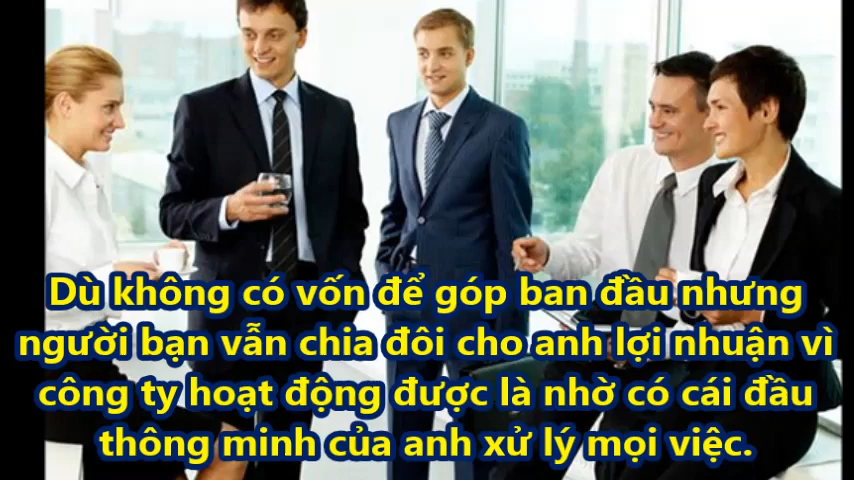 Dù không có vốn để góp ban đầu nhưng
người bạn vẫn chia đôi cho anh lợi nhuận vì
công ty hoạt động được là nhờ có cái đầu
thông minh của anh xử lý mọi việc.